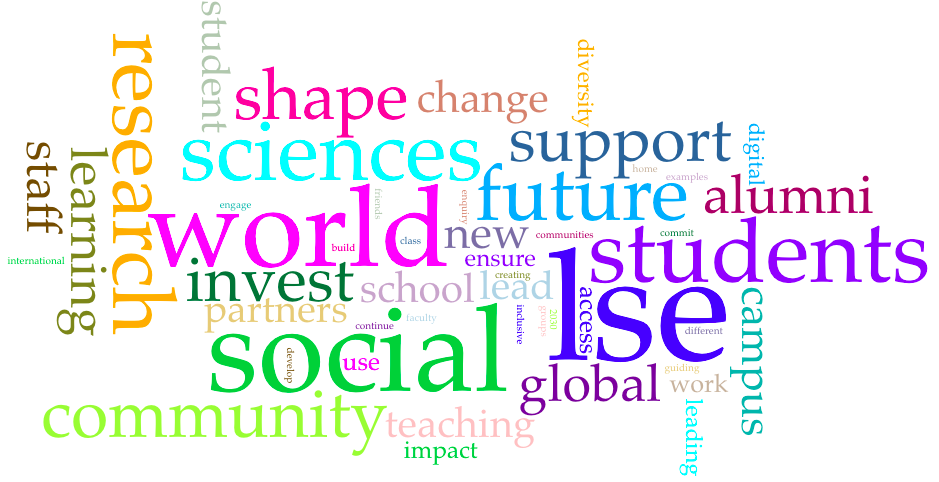 student
research
diversity
shape
change
support
sciences
digital
staff
learning
home
examples
future
alumni
friends
enquiry
engage
world
students
new
communities
commit
build
class
ensure
international
invest
school
creating
lead
lse
access
campus
partners
social
continue
faculty
inclusive
groups
2030
different
develop
use
global
guiding
work
community
teaching
leading
impact